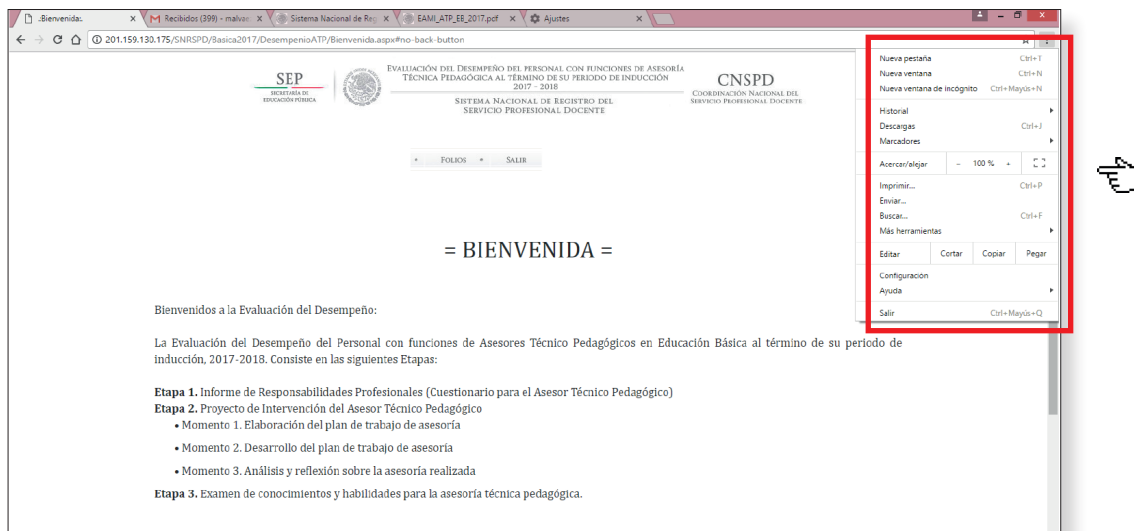 .:Bienvenida:.
Recibidos (399) - malvae
Sistema Nacional de Reg
EAMI_ATP_EB_2017.pdf
Ajustes
201.159.130.175/SNRSPD/Basica2017/DesempenioATP/Bienvenida.aspx#no-back-button
SEP
SECRETARÍA DE
EDUCACIÓN PÚBLICA
Evaluación del Desempeño del personal con funciones de Asesoría
Técnica Pedagógica al término de su periodo de inducción
2017 - 2018
Sistema Nacional de Registro del
Servicio Profesional Docente
CNSPD
Coordinación Nacional del
Servicio Profesional Docente
Folios
Salir
Nueva pestaña Ctrl+T
Nueva ventana Ctrl+N
Nueva ventana de incógnito Ctrl+Mayús+N
Historial
Descargas Ctrl+J
Marcadores
Acercar/alejar - 100 % +
Imprimir... Ctrl+P
Enviar...
Buscar... Ctrl+F
Más herramientas
Editar Cortar Copiar Pegar
Configuración
Ayuda
Salir Ctrl+Mayús+Q
= BIENVENIDA =
Bienvenidos a la Evaluación del Desempeño:
La Evaluación del Desempeño del Personal con funciones de Asesores Técnico Pedagógicos en Educación Básica al término de su periodo de
inducción, 2017-2018. Consiste en las siguientes Etapas:
Etapa 1. Informe de Responsabilidades Profesionales (Cuestionario para el Asesor Técnico Pedagógico)
Etapa 2. Proyecto de Intervención del Asesor Técnico Pedagógico
• Momento 1. Elaboración del plan de trabajo de asesoría
• Momento 2. Desarrollo del plan de trabajo de asesoría
• Momento 3. Análisis y reflexión sobre la asesoría realizada
Etapa 3. Examen de conocimientos y habilidades para la asesoría técnica pedagógica.